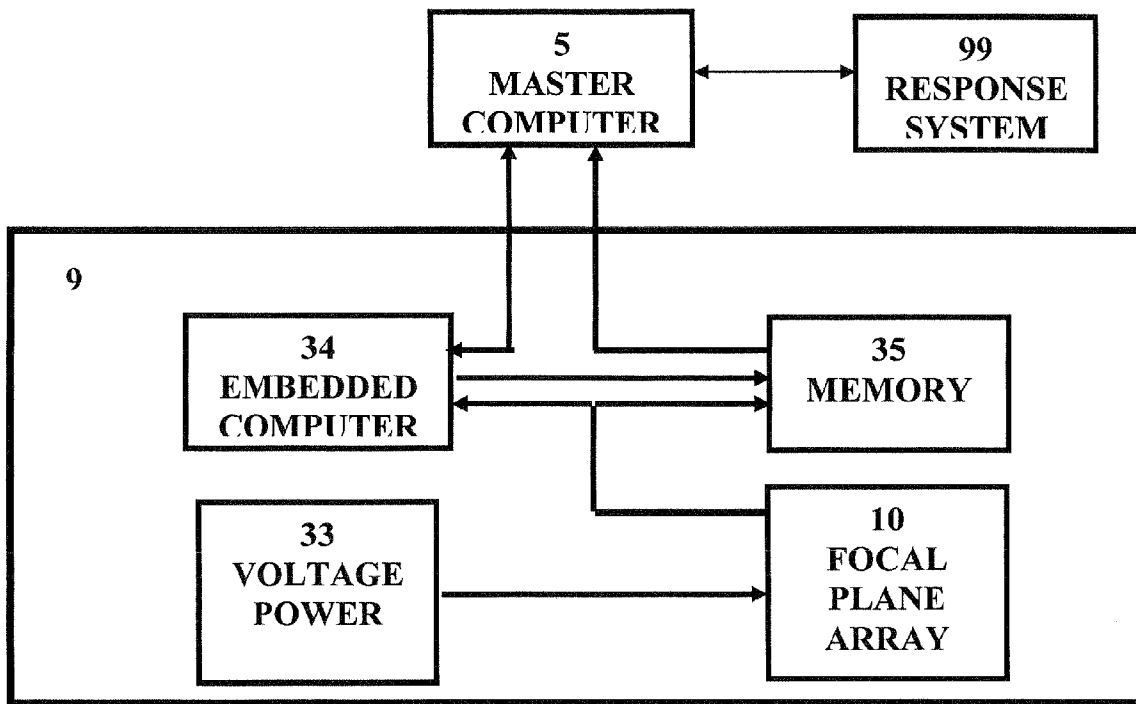 5
MASTER
COMPUTER
99
RESPONSE
SYSTEM
9
34
EMBEDDED
COMPUTER
35
MEMORY
33
VOLTAGE
POWER
10
FOCAL
PLANE
ARRAY